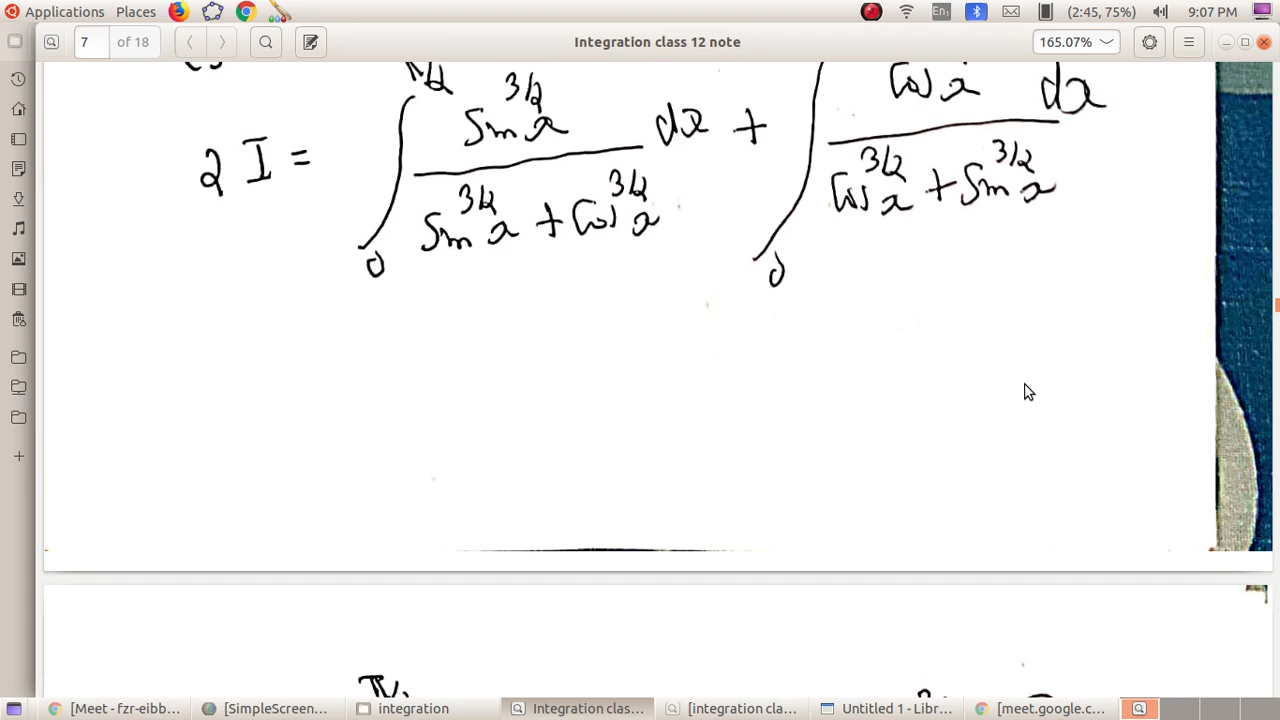 Applications Places En1 (2:45, 75%) 9:07 PM
7 of 18 Integration class 12 note 165.07%
2 I = ∫₀^{π/2} sin^{3/2}x / (sin^{3/2}x + cos^{3/2}x) dx + ∫₀ cos x / (cos^{3/2}x + sin^{3/2}x) dx
π/
[Meet - fzr-eibb... [SimpleScreen... integration Integration clas... [integration cla... Untitled 1 - Libr... [meet.google.c...